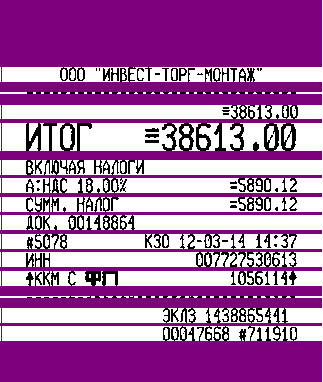 ООО "ИНВЕСТ-ТОРГ-МОНТАЖ"
≡38613.00
ИТОГ ≡38613.00
ВКЛЮЧАЯ НАЛОГИ
А:НДС 18.00% ≡5890.12
СУММ. НАЛОГ ≡5890.12
ДОК. 00148864
#5078 КЗО 12-03-14 14:37
ИНН 007727530613
♠ККМ С ФП 1056114♠
ЭКЛЗ 1438865441
00047668 #711910